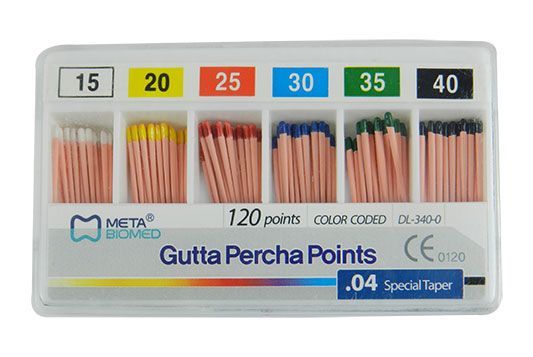 15 20 25 30 35 40
META®
BIOMED
120 points COLOR CODED DL-340-0
Gutta Percha Points
CE 0120
.04 Special Taper